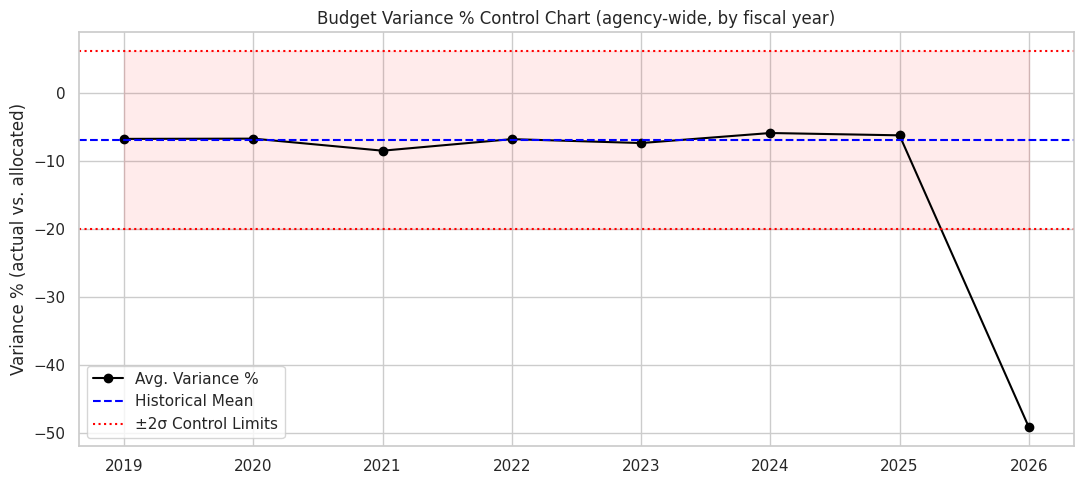 Budget Variance % Control Chart (agency-wide, by fiscal year)
Variance % (actual vs. allocated)
0
−10
−20
−30
−40
−50
Avg. Variance %
Historical Mean
±2σ Control Limits
2019 2020 2021 2022 2023 2024 2025 2026